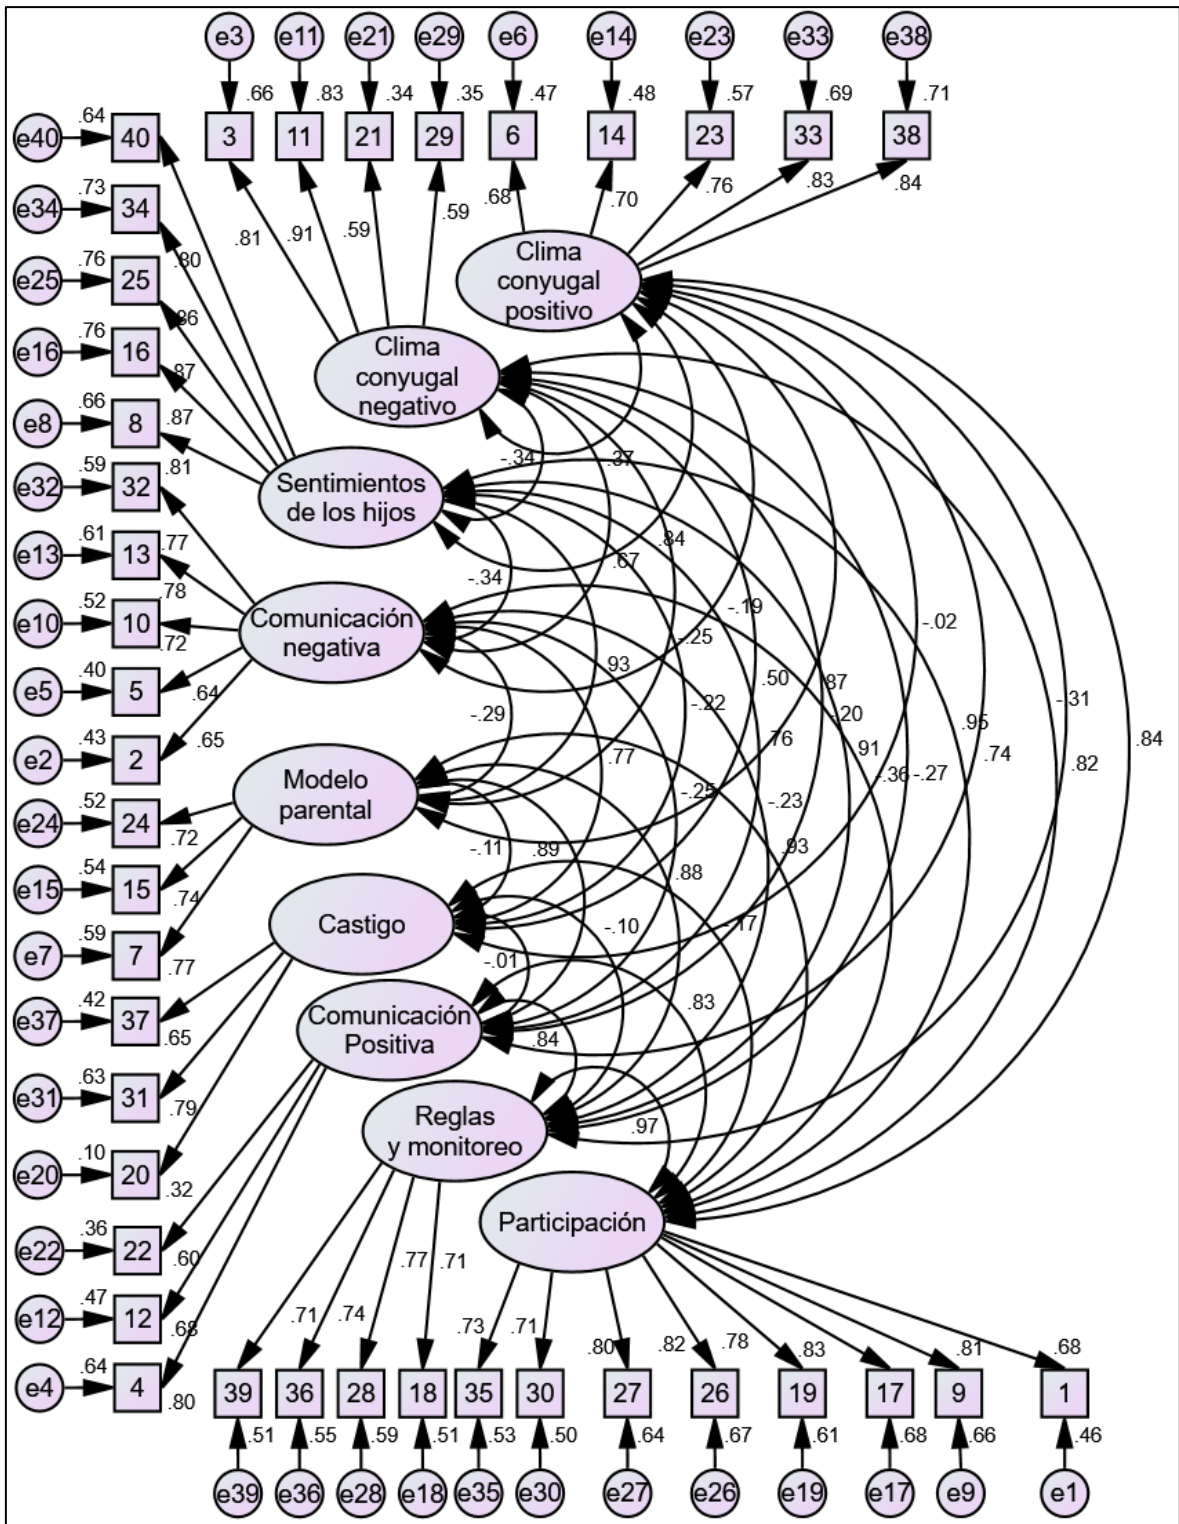 e3 e11 e21 e29 e6 e14 e23 e33 e38
.66 .83 .34 .35 .47 .48 .57 .69 .71
3 11 21 29 6 14 23 33 38
.81 .91 .59 .59 .68 .70 .76 .83 .84
e40 .64 40
e34 .73 34
.80
e25 .76 25
.86
e16 .76 16
.87
e8 .66 8
.87
e32 .59 32
.81
e13 .61 13
.77
e10 .52 10
.78
.72
e5 .40 5
.64
e2 .43 2
.65
e24 .52 24
.72
e15 .54 15
.74
e7 .59 7
.77
e37 .42 37
.65
e31 .63 31
.79
e20 .10 20
.32
e22 .36 22
.60
e12 .47 12
.68
e4 .64 4
.80
Clima
conyugal
positivo
Clima
conyugal
negativo
Sentimientos
de los hijos
Comunicación
negativa
Modelo
parental
Castigo
Comunicación
Positiva
Reglas
y monitoreo
Participación
-.34 .37
-.34 .67 .84
-.19 -.02
-.25
.93 .50 .87
-.29 -.22 -.20 -.31
.77 .76 .91 .95 .74 .82 .84
-.36 -.27
-.25 -.23
-.11 .89 .88 .93
-.10 -.17
-.01
.83
.84
.97
.71 .74 .77 .71 .73 .71 .80 .82 .78 .83 .81 .68
39 36 28 18 35 30 27 26 19 17 9 1
.51 .55 .59 .51 .53 .50 .64 .67 .61 .68 .66 .46
e39 e36 e28 e18 e35 e30 e27 e26 e19 e17 e9 e1